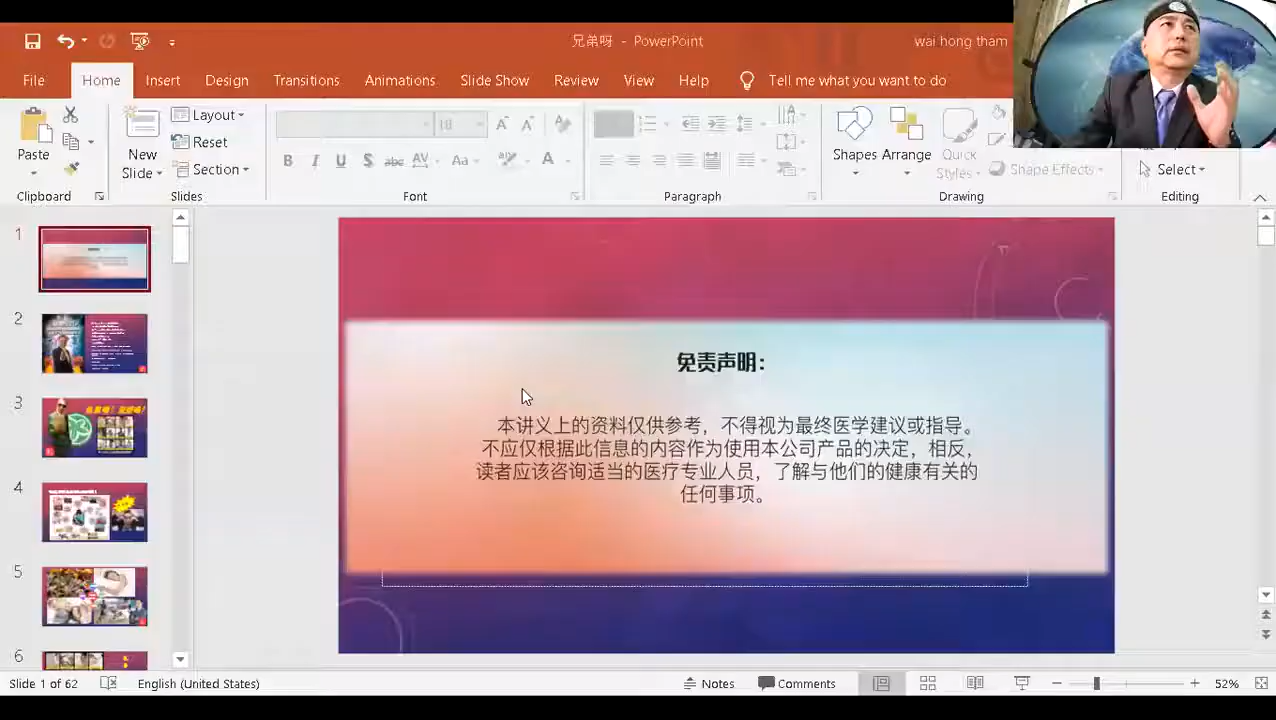 兄弟呀 - PowerPoint
wai hong tham
File
Home
Insert
Design
Transitions
Animations
Slide Show
Review
View
Help
Tell me what you want to do
Paste
New
Slide
Layout
Reset
Section
18
Shapes
Arrange
Quick
Styles
Shape Effects
Select
Clipboard
Slides
Font
Paragraph
Drawing
Editing
1
2
3
4
5
6
免责声明：
本讲义上的资料仅供参考，不得视为最终医学建议或指导。
不应仅根据此信息的内容作为使用本公司产品的决定，相反，
读者应该咨询适当的医疗专业人员，了解与他们的健康有关的
任何事项。
Slide 1 of 62
English (United States)
Notes
Comments
52%